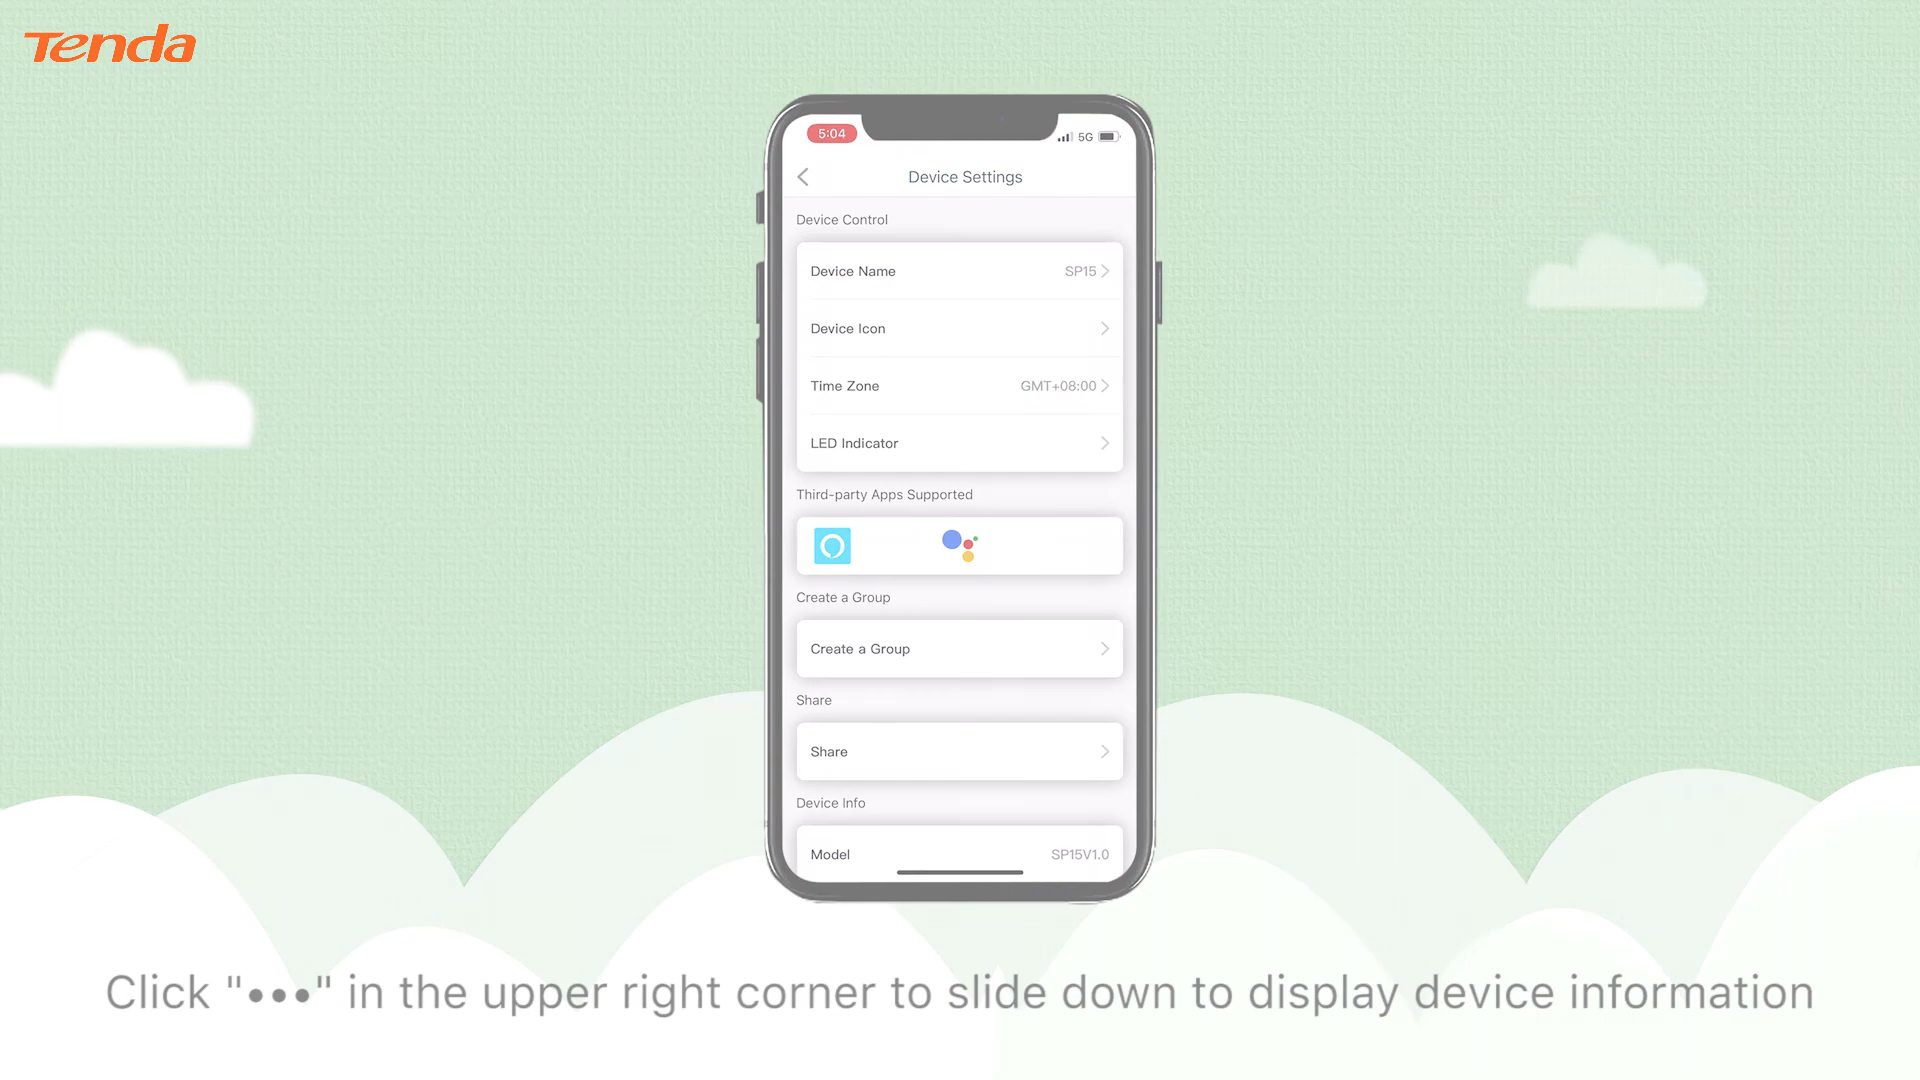 Tenda
5:04
5G
Device Settings
Device Control
Device Name SP15
Device Icon
Time Zone GMT+08:00
LED Indicator
Third-party Apps Supported
Create a Group
Create a Group
Share
Share
Device Info
Model SP15V1.0
Click "•••" in the upper right corner to slide down to display device information